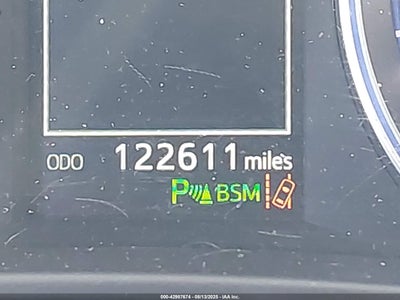 ODO 122611 miles
P BSM
000-42907674 - 08/13/2025 - IAA Inc.